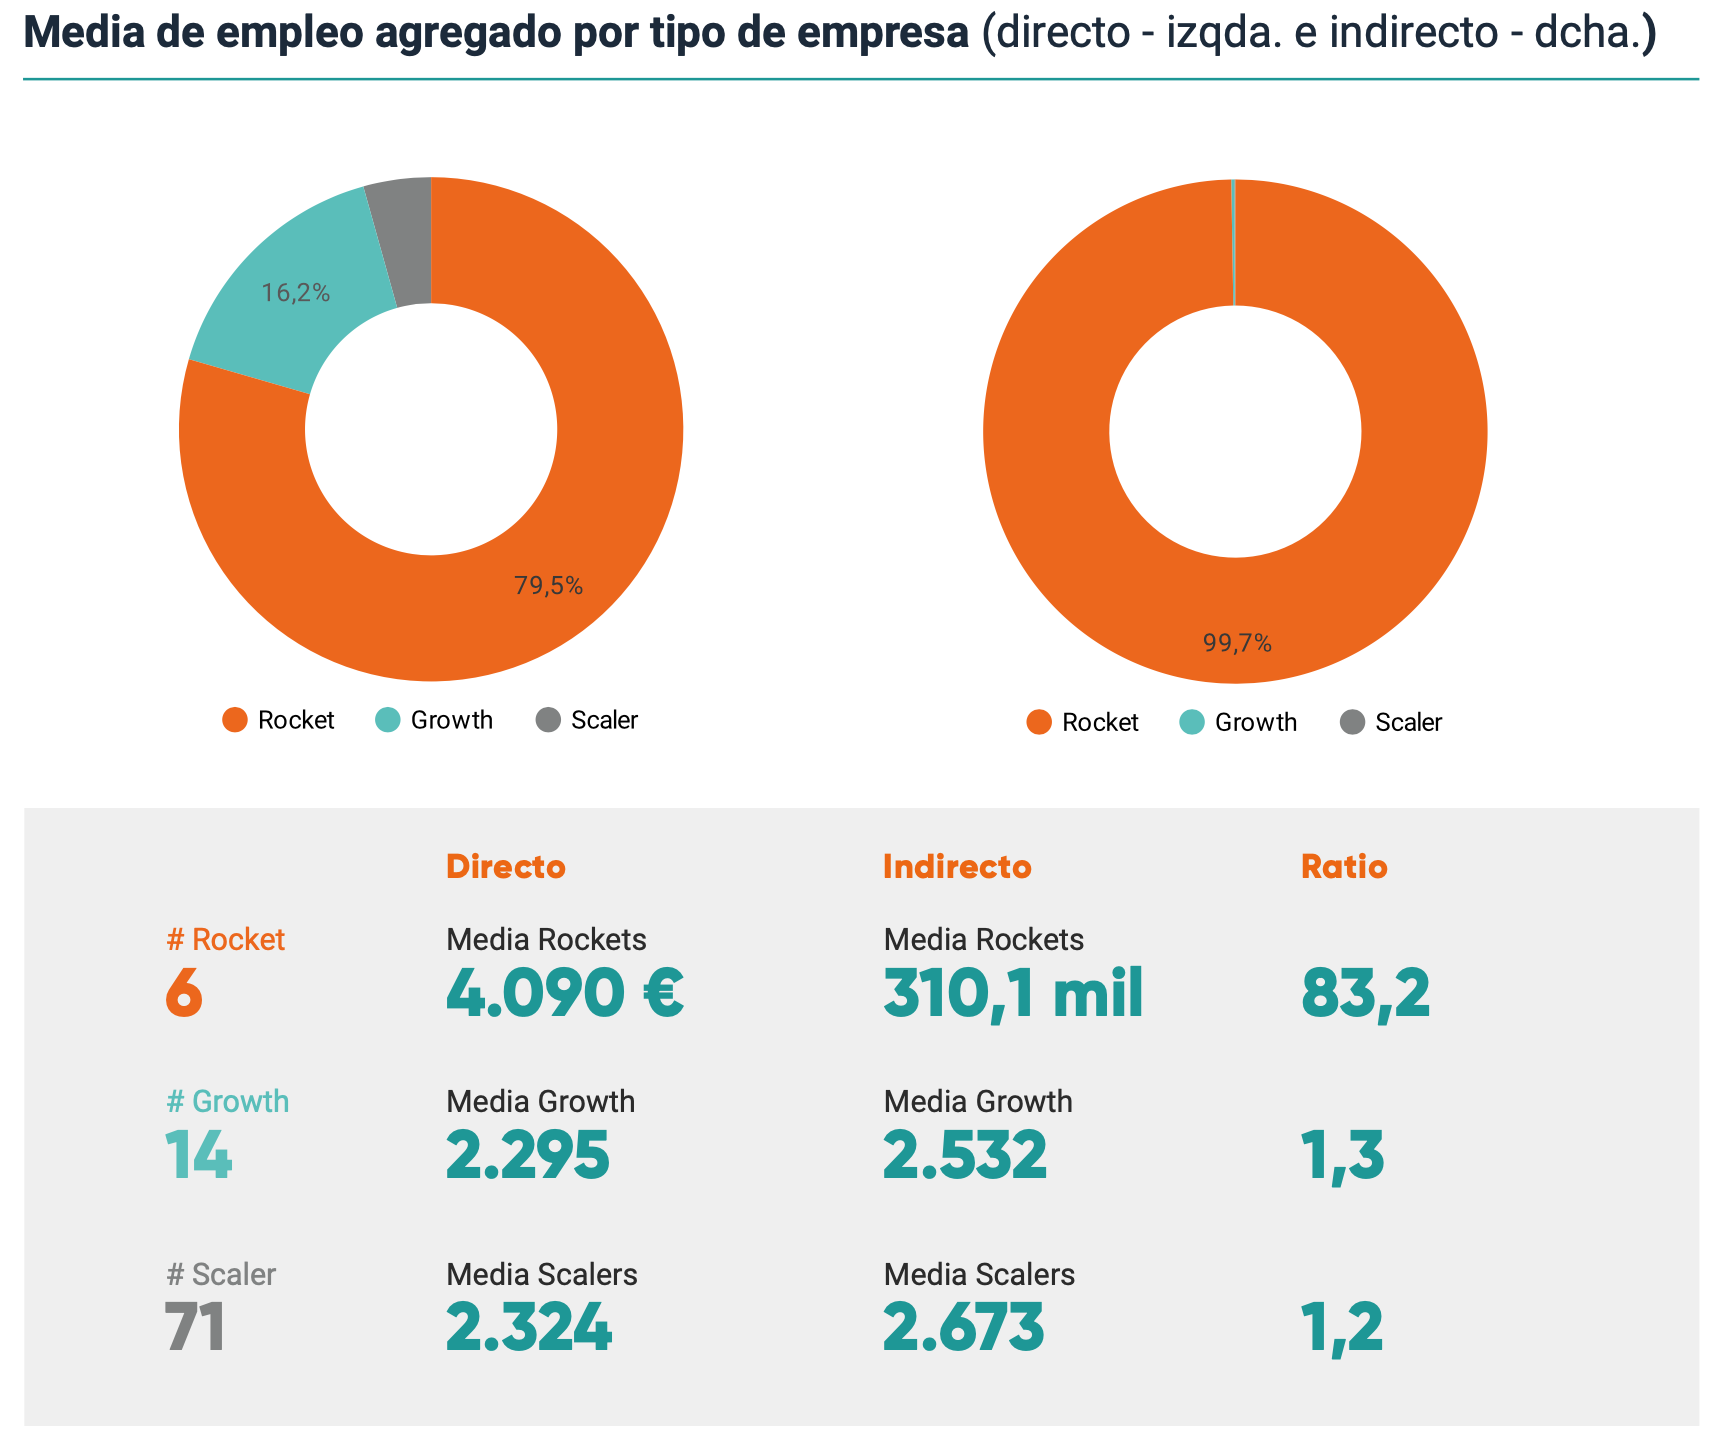 Media de empleo agregado por tipo de empresa (directo - izqda. e indirecto - dcha.)
16,2%
79,5%
Rocket Growth Scaler
99,7%
Rocket Growth Scaler
Directo Indirecto Ratio
# Rocket Media Rockets Media Rockets
6 4.090 € 310,1 mil 83,2
# Growth Media Growth Media Growth
14 2.295 2.532 1,3
# Scaler Media Scalers Media Scalers
71 2.324 2.673 1,2